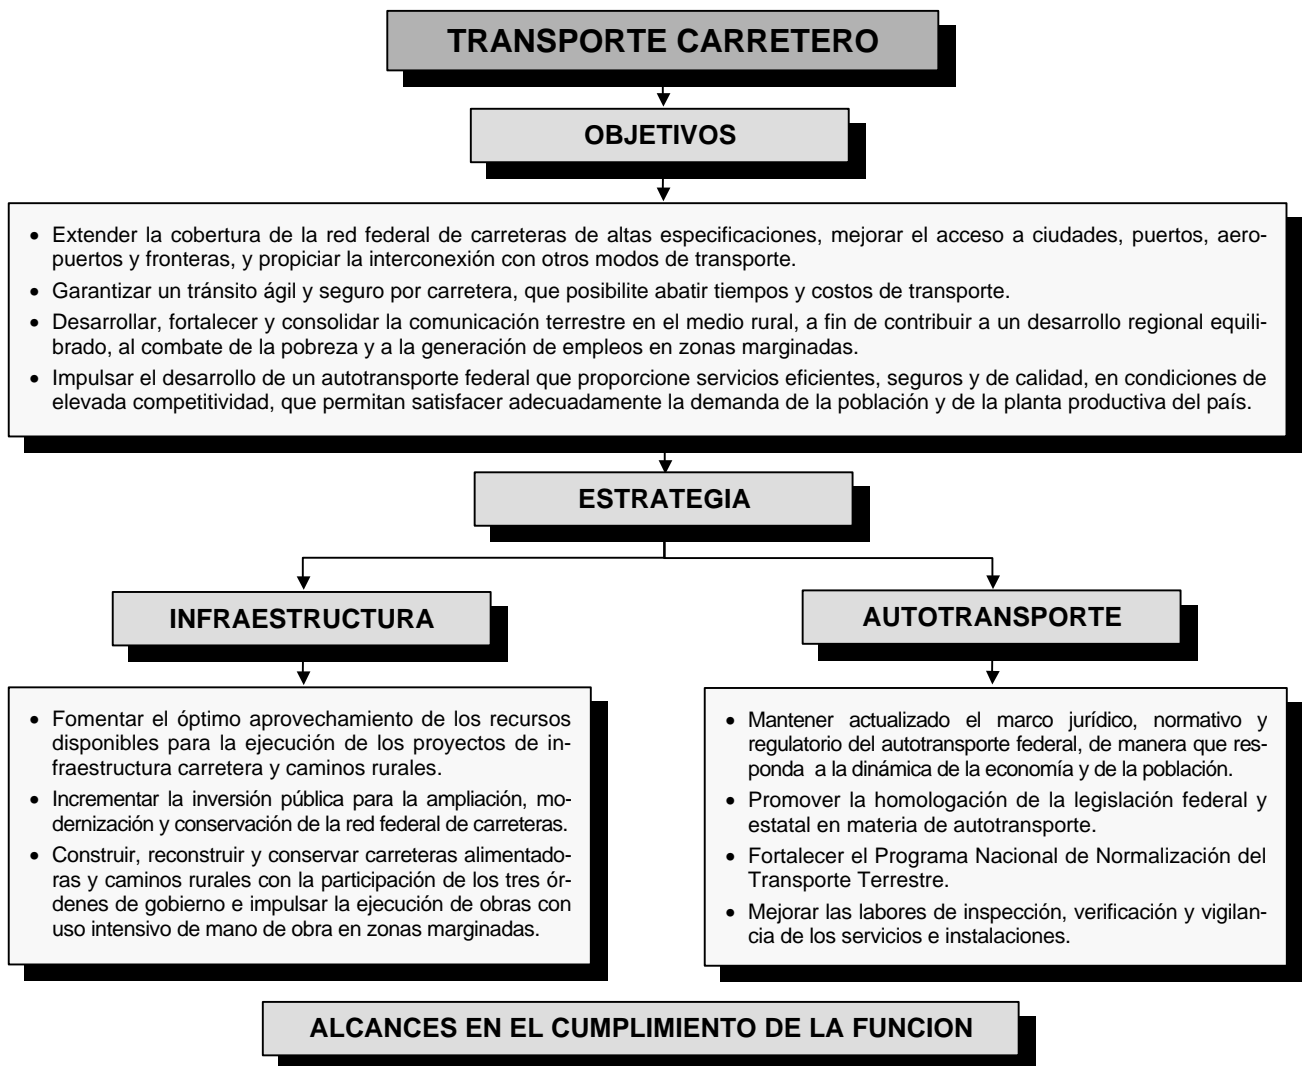 TRANSPORTE CARRETERO
OBJETIVOS
• Extender la cobertura de la red federal de carreteras de altas especificaciones, mejorar el acceso a ciudades, puertos, aero-
puertos y fronteras, y propiciar la interconexión con otros modos de transporte.
• Garantizar un tránsito ágil y seguro por carretera, que posibilite abatir tiempos y costos de transporte.
• Desarrollar, fortalecer y consolidar la comunicación terrestre en el medio rural, a fin de contribuir a un desarrollo regional equili-
brado, al combate de la pobreza y a la generación de empleos en zonas marginadas.
• Impulsar el desarrollo de un autotransporte federal que proporcione servicios eficientes, seguros y de calidad, en condiciones de
elevada competitividad, que permitan satisfacer adecuadamente la demanda de la población y de la planta productiva del país.
ESTRATEGIA
INFRAESTRUCTURA
• Fomentar el óptimo aprovechamiento de los recursos
disponibles para la ejecución de los proyectos de in-
fraestructura carretera y caminos rurales.
• Incrementar la inversión pública para la ampliación, mo-
dernización y conservación de la red federal de carreteras.
• Construir, reconstruir y conservar carreteras alimentado-
ras y caminos rurales con la participación de los tres ór-
denes de gobierno e impulsar la ejecución de obras con
uso intensivo de mano de obra en zonas marginadas.
AUTOTRANSPORTE
• Mantener actualizado el marco jurídico, normativo y
regulatorio del autotransporte federal, de manera que res-
ponda a la dinámica de la economía y de la población.
• Promover la homologación de la legislación federal y
estatal en materia de autotransporte.
• Fortalecer el Programa Nacional de Normalización del
Transporte Terrestre.
• Mejorar las labores de inspección, verificación y vigilan-
cia de los servicios e instalaciones.
ALCANCES EN EL CUMPLIMIENTO DE LA FUNCION